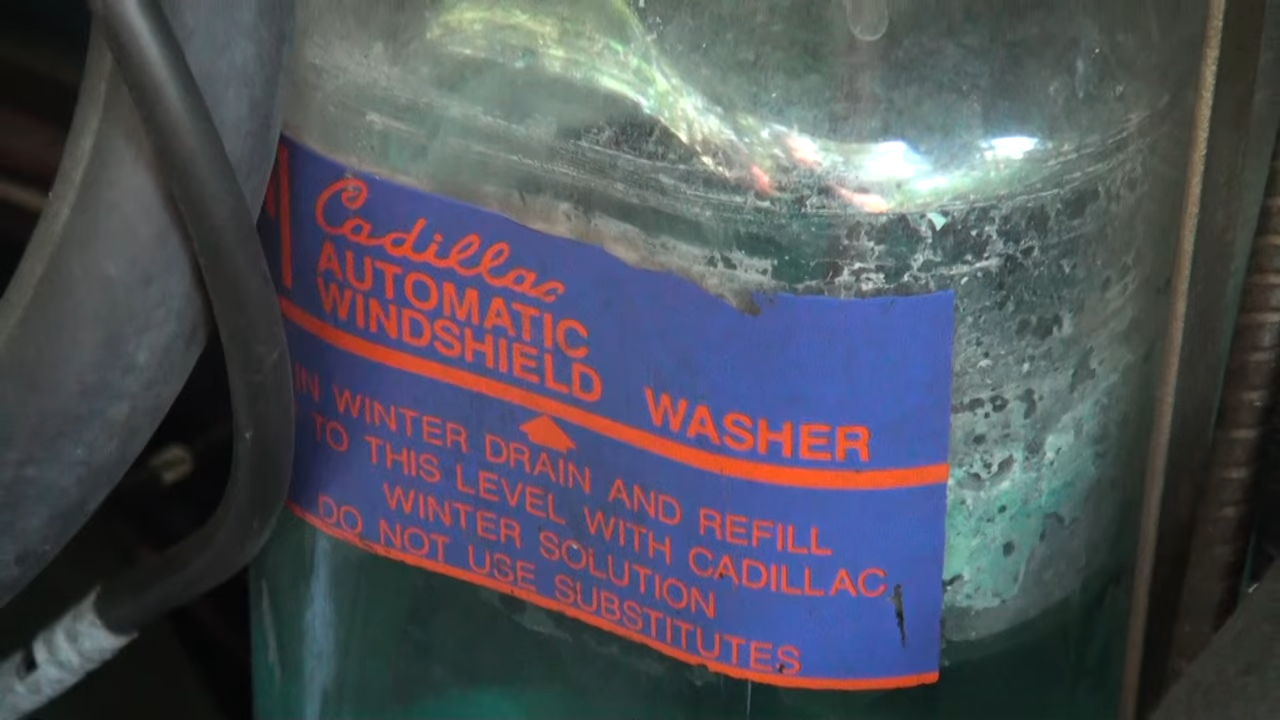 Cadillac
AUTOMATIC
WINDSHIELD WASHER
IN WINTER DRAIN AND REFILL
TO THIS LEVEL WITH CADILLAC
WINTER SOLUTION
DO NOT USE SUBSTITUTES